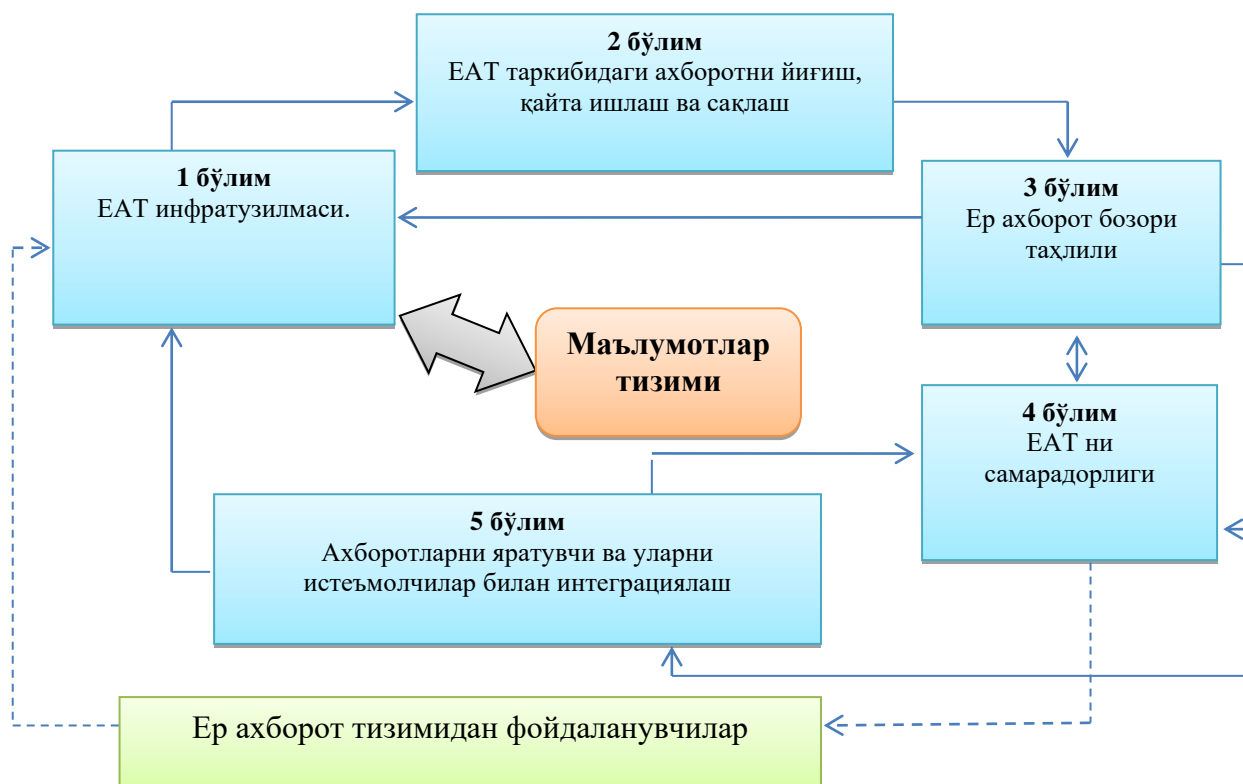 2 бўлим
ЕАТ таркибидаги ахборотни йиғиш,
қайта ишлаш ва сақлаш
1 бўлим
ЕАТ инфратузилмаси.
3 бўлим
Ер ахборот бозори
таҳлили
Маълумотлар
тизими
4 бўлим
ЕАТ ни
самарадорлиги
5 бўлим
Ахборотларни яратувчи ва уларни
истеъмолчилар билан интеграциялаш
Ер ахборот тизимидан фойдаланувчилар